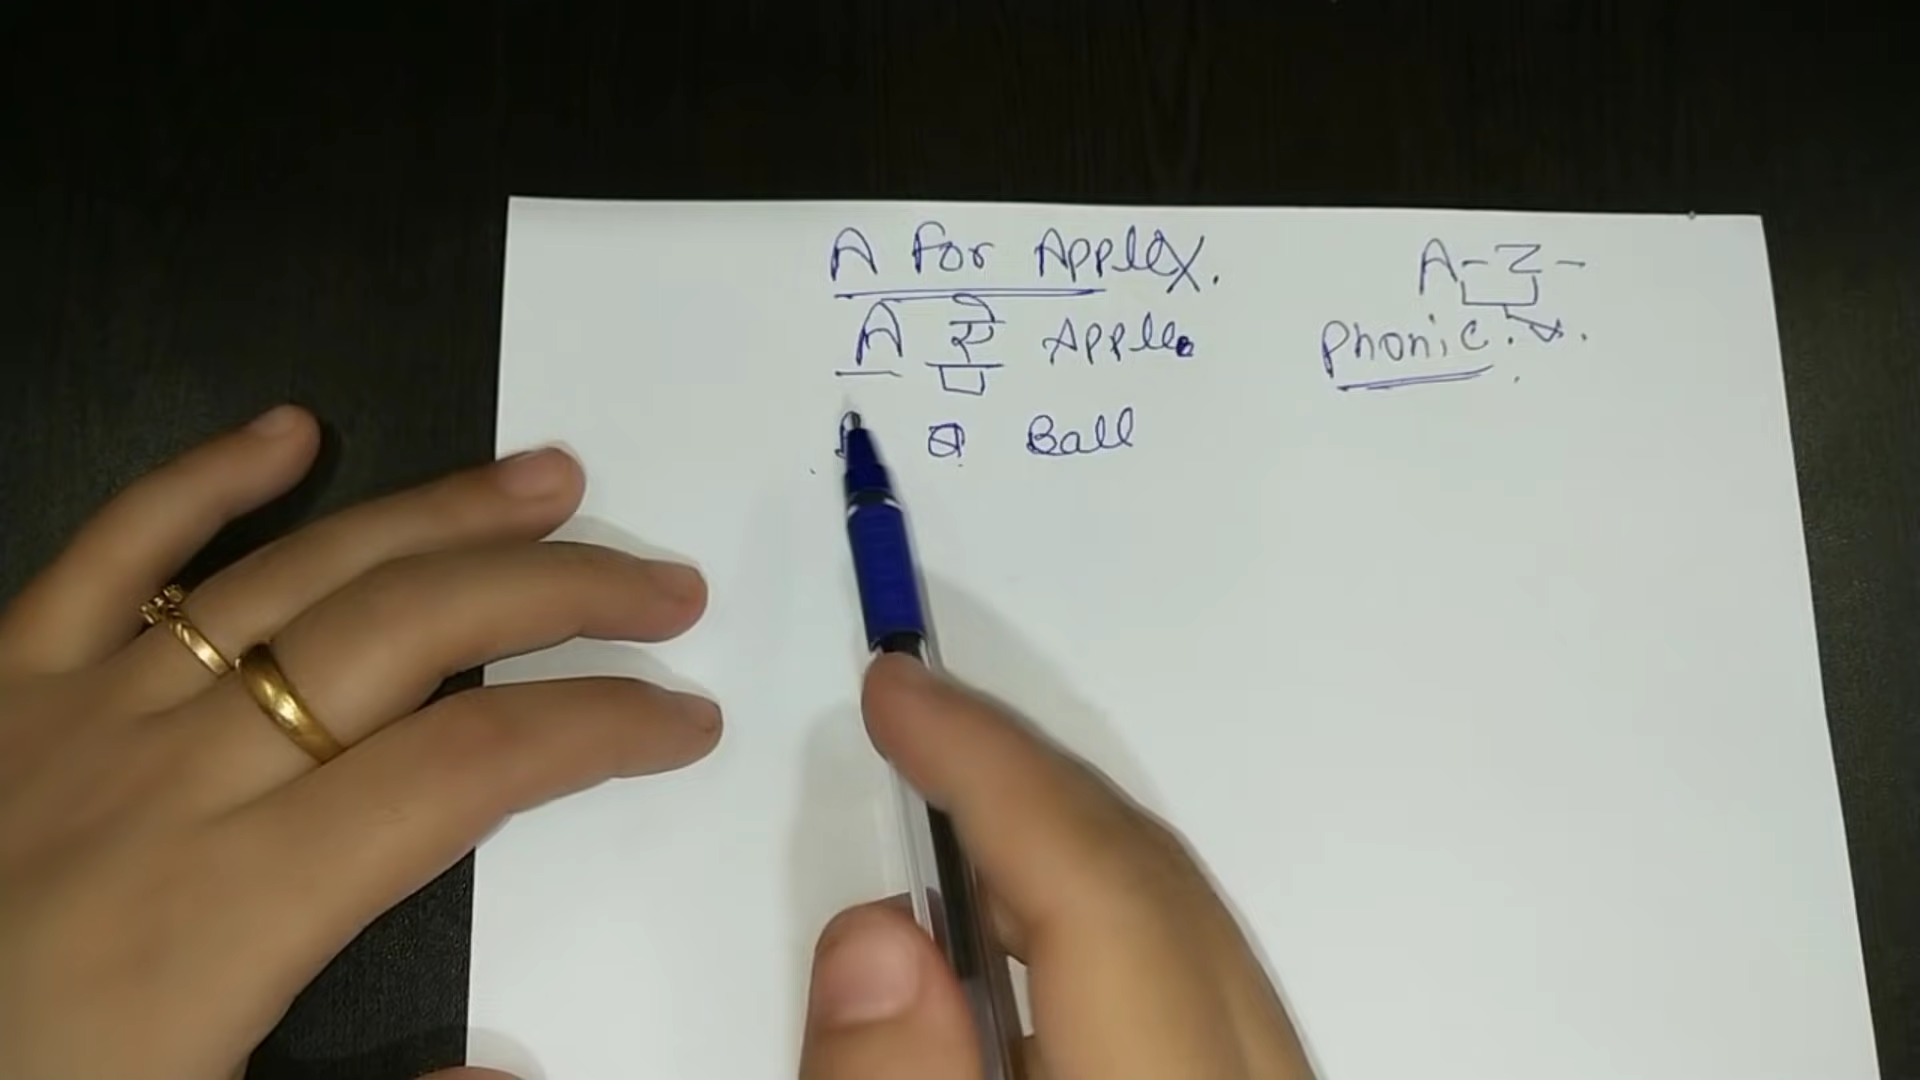 A for Apple X.
A ऐ Apple
B ब Ball
A-Z-
Phonic.